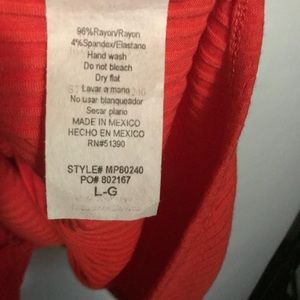 96%Rayon/Rayon
4%Spandex/Elastano
Hand wash
Do not bleach
Dry flat
Lavar a mano
No usar blanqueador
Secar plano
MADE IN MEXICO
HECHO EN MEXICO
RN#51390
STYLE# MP80240
PO# 802167
L-G